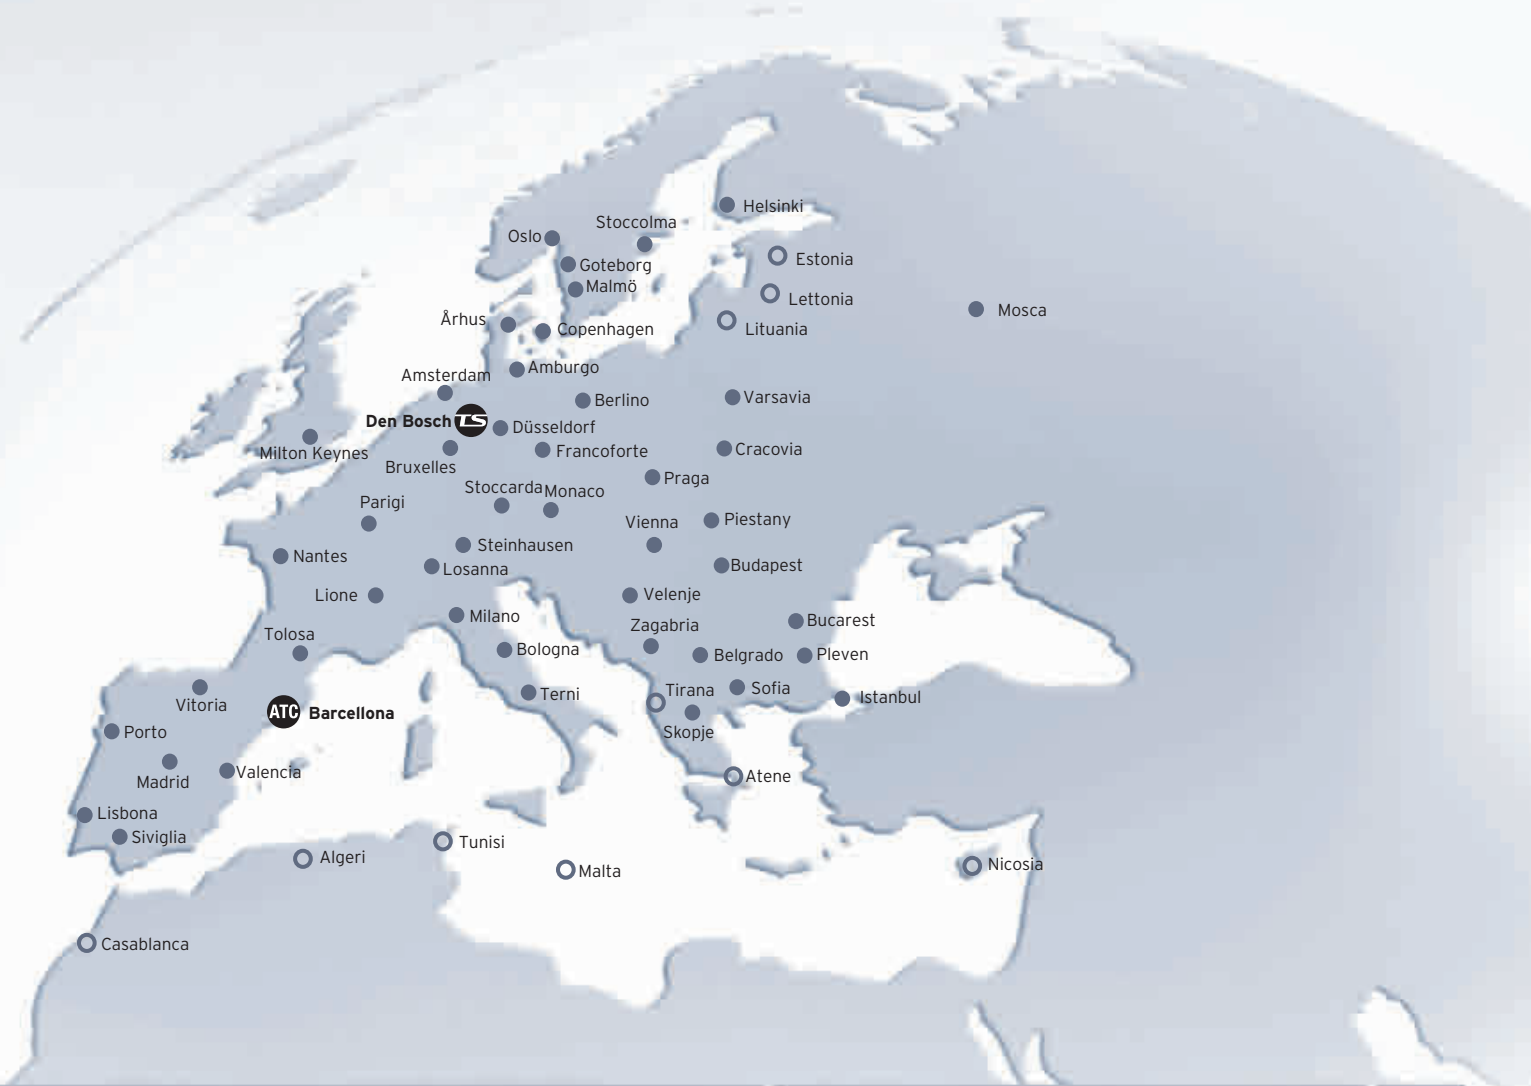 Helsinki
Stoccolma
Oslo
Estonia
Goteborg
Malmö
Lettonia
Mosca
Århus
Copenhagen
Lituania
Amburgo
Amsterdam
Berlino
Varsavia
Den Bosch TS
Düsseldorf
Milton Keynes
Francoforte
Cracovia
Bruxelles
Praga
Stoccarda
Monaco
Parigi
Vienna
Piestany
Steinhausen
Nantes
Losanna
Budapest
Lione
Velenje
Milano
Bucarest
Zagabria
Tolosa
Bologna
Belgrado
Pleven
Tirana
Sofia
Terni
Istanbul
Vitoria
ATC Barcellona
Porto
Skopje
Madrid
Valencia
Atene
Lisbona
Siviglia
Tunisi
Algeri
Malta
Nicosia
Casablanca